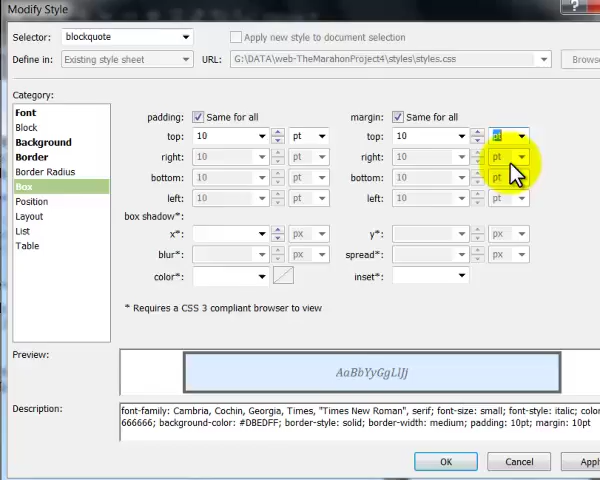 Modify Style
?
Selector: blockquote Apply new style to document selection
Define in: Existing style sheet URL: G:\DATA\web-TheMarahonProject4\styles\styles.css Browse
Category:
Font
Block
Background
Border
Border Radius
Box
Position
Layout
List
Table
padding: Same for all margin: Same for all
top: 10 pt top: 10 pt
right: 10 pt right: 10 pt
bottom: 10 pt bottom: 10 pt
left: 10 pt left: 10 pt
box shadow*:
x*: px y*: px
blur*: px spread*: px
color*: inset*:
* Requires a CSS 3 compliant browser to view
Preview:
AaBbYyGgLlJj
Description:
font-family: Cambria, Cochin, Georgia, Times, "Times New Roman", serif; font-size: small; font-style: italic; color
666666; background-color: #DBEDFF; border-style: solid; border-width: medium; padding: 10pt; margin: 10pt
OK Cancel Apply